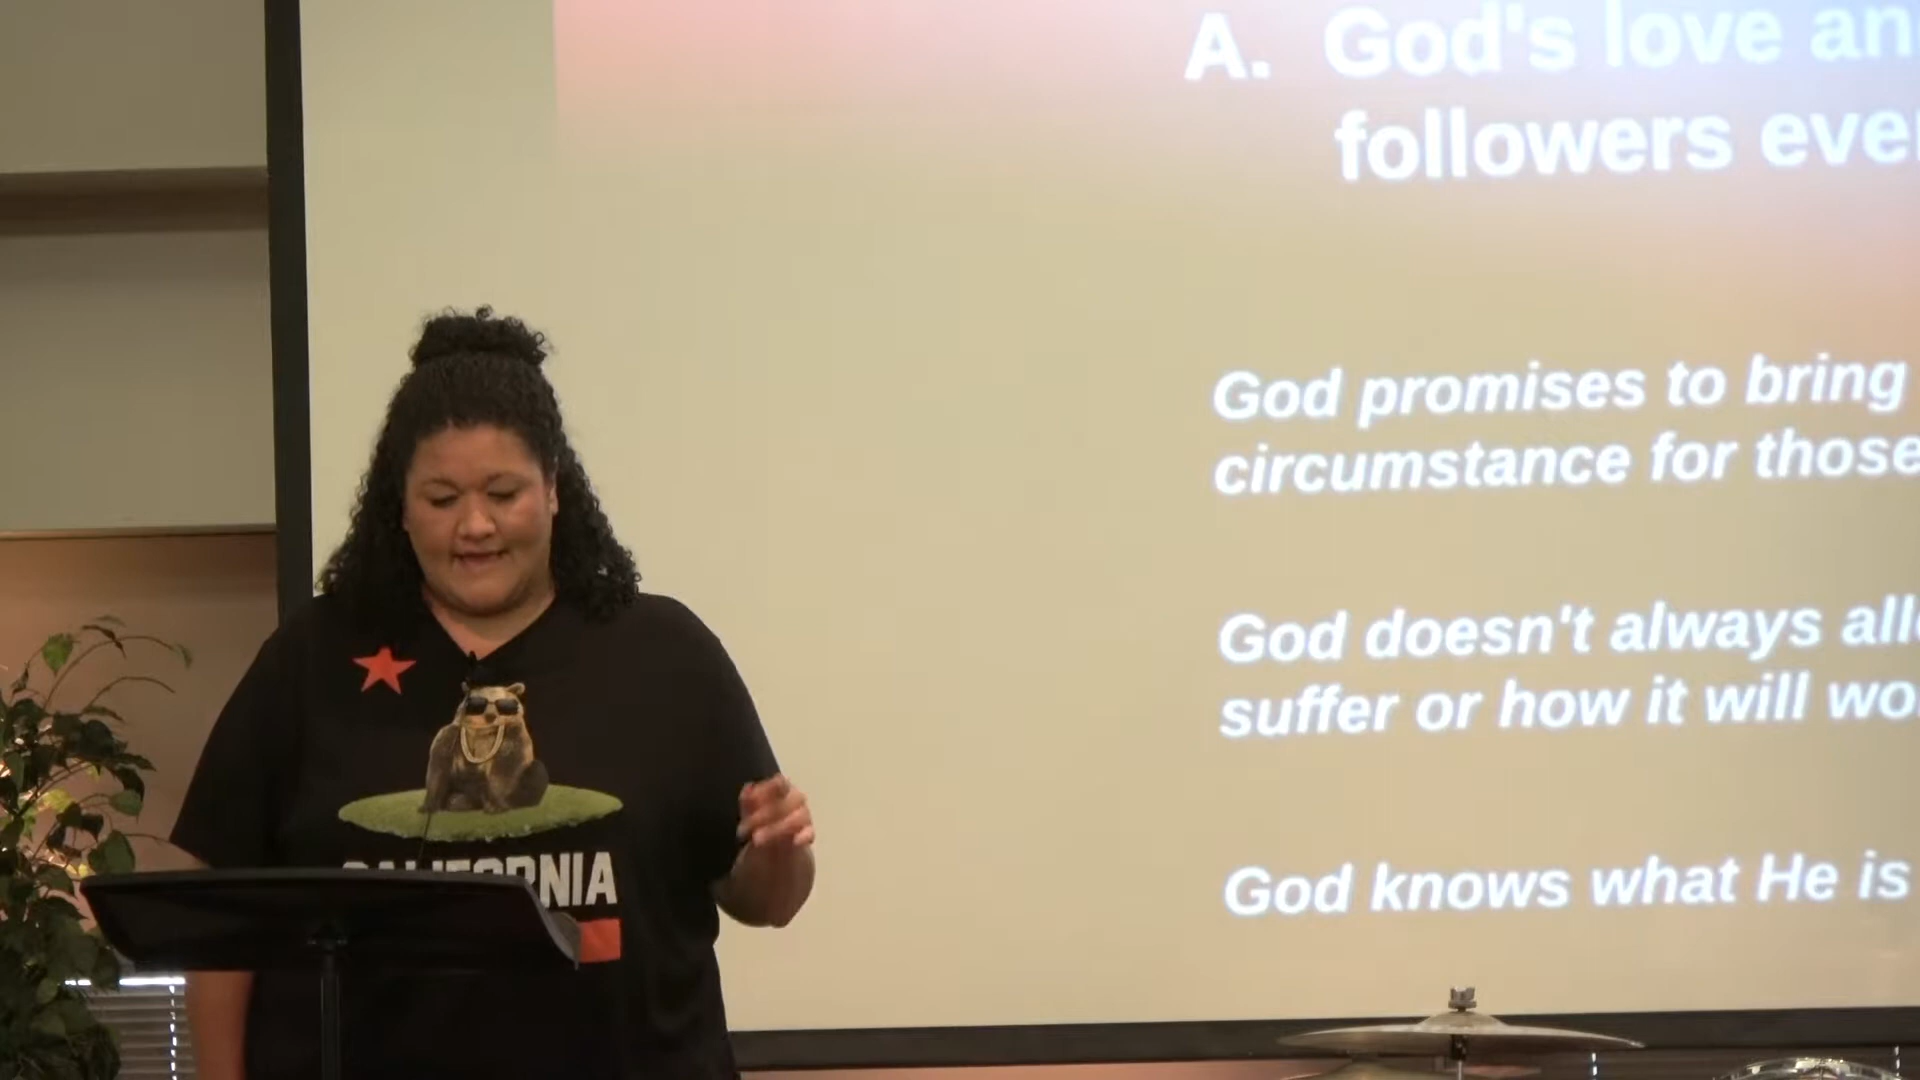 A. God's love an
followers eve
God promises to bring
circumstance for those
God doesn't always all
suffer or how it will wo
God knows what He is
CALIFORNIA